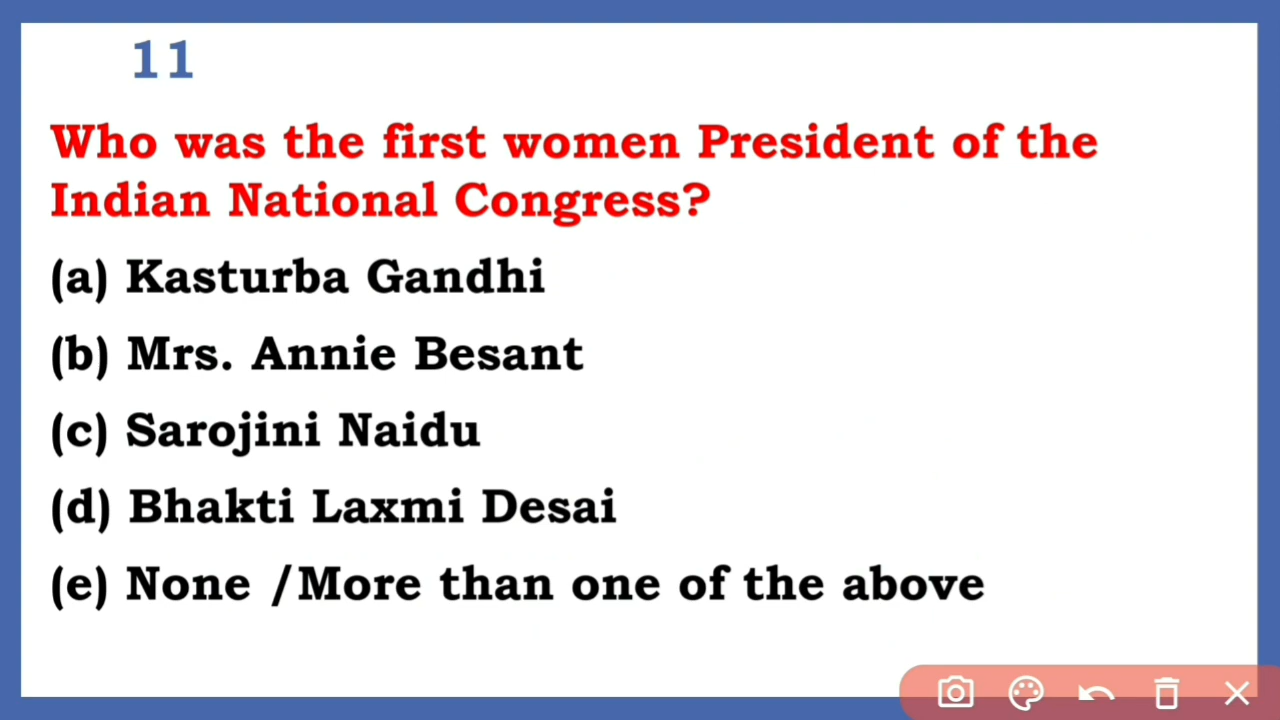 11
Who was the first women President of the
Indian National Congress?
(a) Kasturba Gandhi
(b) Mrs. Annie Besant
(c) Sarojini Naidu
(d) Bhakti Laxmi Desai
(e) None /More than one of the above